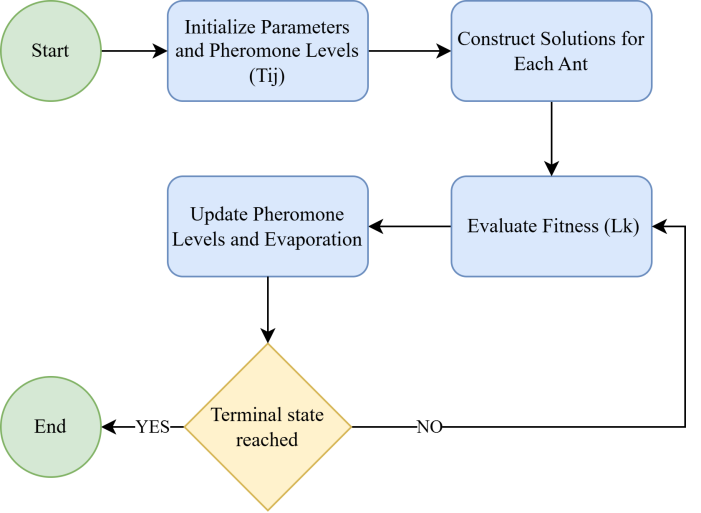 Start
Initialize Parameters
and Pheromone Levels
(Tij)
Construct Solutions for
Each Ant
Update Pheromone
Levels and Evaporation
Evaluate Fitness (Lk)
End
YES
Terminal state
reached
NO